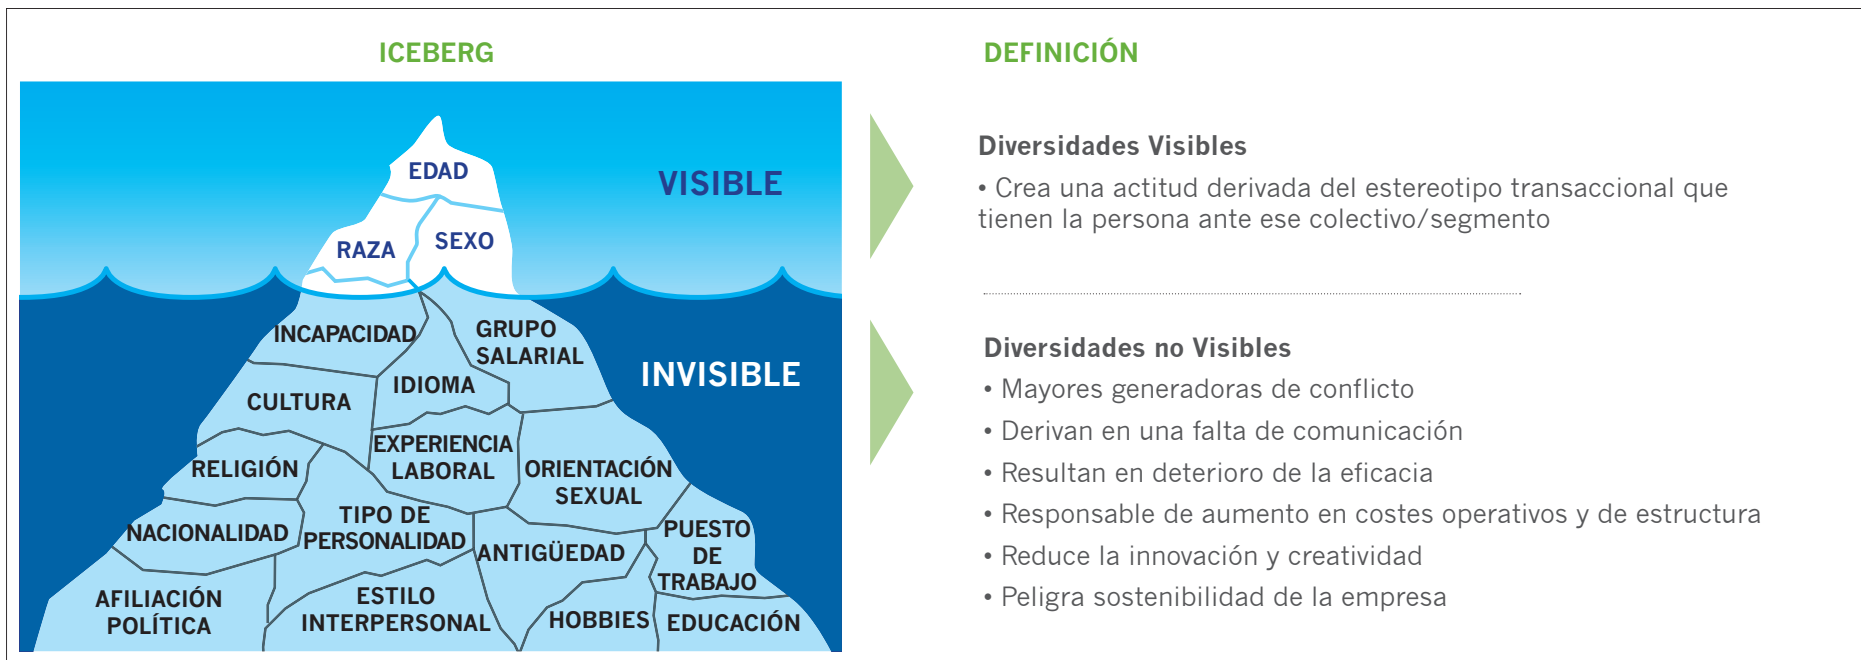 ICEBERG
EDAD
RAZA
SEXO
VISIBLE
INCAPACIDAD
GRUPO
SALARIAL
IDIOMA
INVISIBLE
CULTURA
EXPERIENCIA
LABORAL
RELIGIÓN
ORIENTACIÓN
SEXUAL
NACIONALIDAD
TIPO DE
PERSONALIDAD
ANTIGÜEDAD
PUESTO
DE
TRABAJO
AFILIACIÓN
POLÍTICA
ESTILO
INTERPERSONAL
HOBBIES
EDUCACIÓN
DEFINICIÓN
Diversidades Visibles
• Crea una actitud derivada del estereotipo transaccional que
tienen la persona ante ese colectivo/segmento
Diversidades no Visibles
• Mayores generadoras de conflicto
• Derivan en una falta de comunicación
• Resultan en deterioro de la eficacia
• Responsable de aumento en costes operativos y de estructura
• Reduce la innovación y creatividad
• Peligra sostenibilidad de la empresa